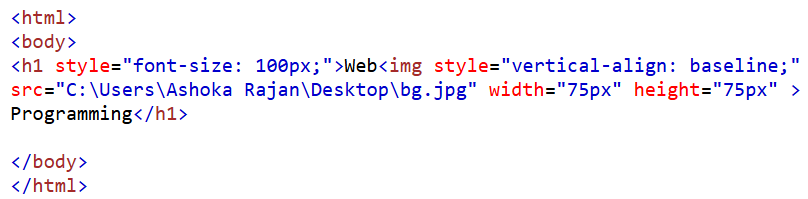 <html>
<body>
<h1 style="font-size: 100px;">Web<img style="vertical-align: baseline;"
src="C:\Users\Ashoka Rajan\Desktop\bg.jpg" width="75px" height="75px" >
Programming</h1>
</body>
</html>